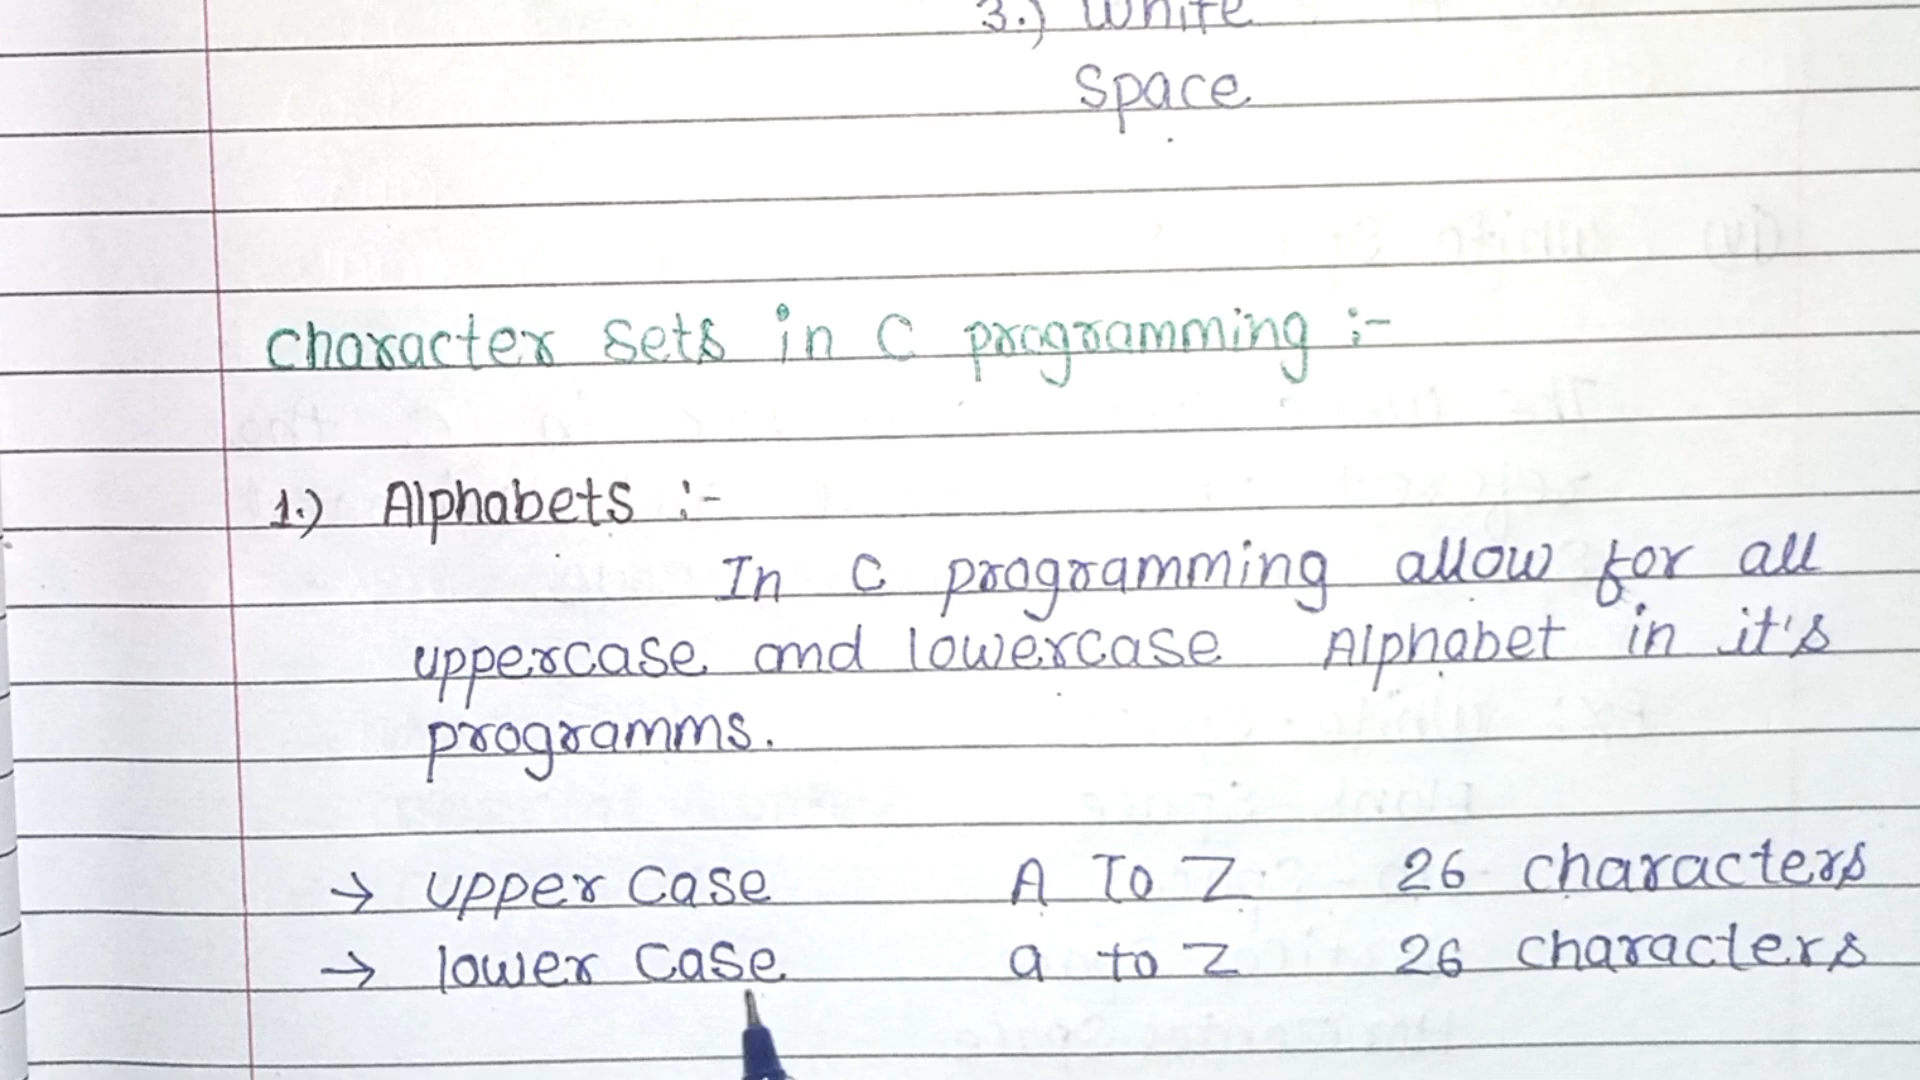 3.) White
space
character sets in C programming :-
1.) Alphabets :-
In C programming allow for all
uppercase and lowercase Alphabet in it's
programms.
→ upper case A To Z 26 characters
→ lower case a to z 26 characters